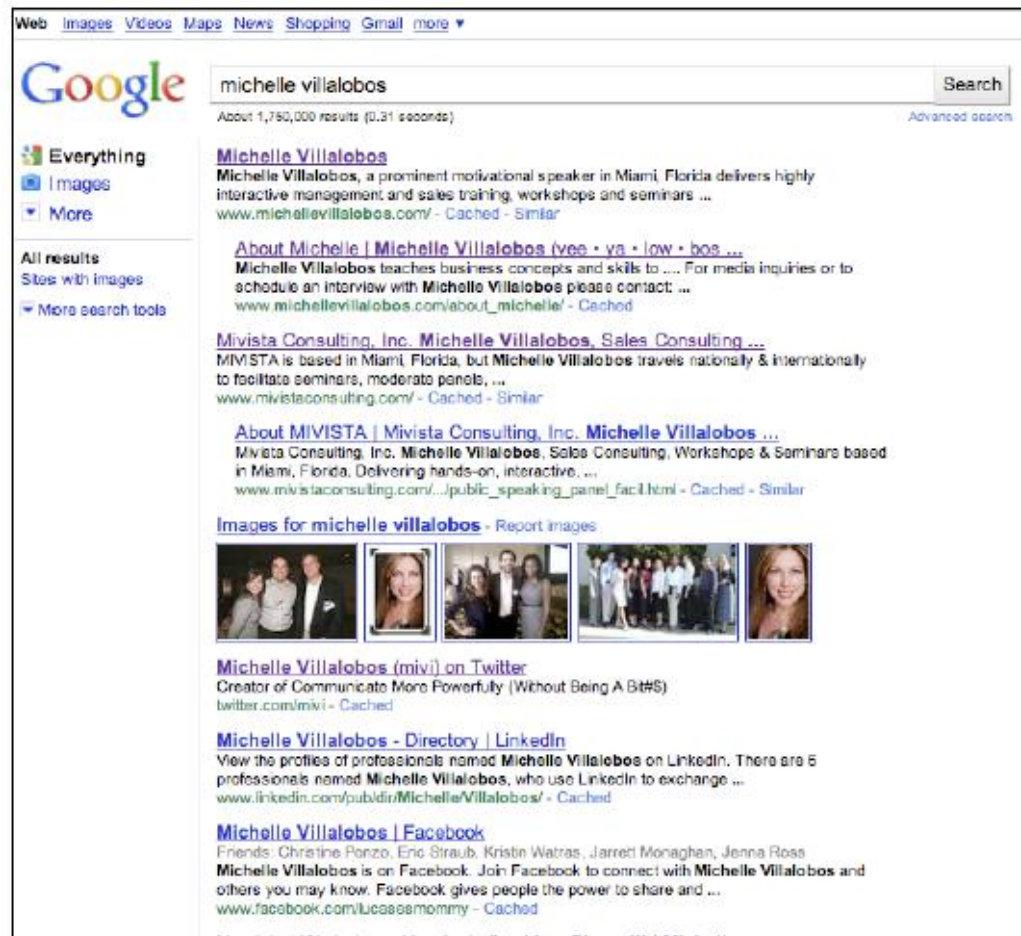 Web Images Videos Maps News Shopping Gmail more ▼
Google
michelle villalobos
Search
About 1,760,000 results (0.31 seconds)
Advanced search
Everything
Images
More
All results
Sites with images
More search tools
Michelle Villalobos
Michelle Villalobos, a prominent motivational speaker in Miami, Florida delivers highly
interactive management and sales training, workshops and seminars ...
www.michellevillalobos.com/ - Cached - Similar
About Michelle | Michelle Villalobos (vee • ya • low • bos ...
Michelle Villalobos teaches business concepts and skills to .... For media inquiries or to
schedule an interview with Michelle Villalobos please contact: ...
www.michellevillalobos.com/about_michelle/ - Cached
Mivista Consulting, Inc. Michelle Villalobos, Sales Consulting ...
MIVISTA is based in Miami, Florida, but Michelle Villalobos travels nationally & internationally
to facilitate seminars, moderate panels, ...
www.mivistaconsulting.com/ - Cached - Similar
About MIVISTA | Mivista Consulting, Inc. Michelle Villalobos ...
Mivista Consulting, Inc. Michelle Villalobos, Sales Consulting, Workshops & Seminars based
in Miami, Florida. Delivering hands-on, interactive, ...
www.mivistaconsulting.com/.../public_speaking_panel_facil.html - Cached - Similar
Images for michelle villalobos - Report images
Michelle Villalobos (mivi) on Twitter
Creator of Communicate More Powerfully (Without Being A Bit#$)
twitter.com/mivi - Cached
Michelle Villalobos - Directory | LinkedIn
View the profiles of professionals named Michelle Villalobos on LinkedIn. There are 6
professionals named Michelle Villalobos, who use LinkedIn to exchange ...
www.linkedin.com/pub/dir/Michelle/Villalobos/ - Cached
Michelle Villalobos | Facebook
Friends: Christine Ponzo, Eric Straub, Kristin Watras, Jarrett Monaghan, Jenna Ross
Michelle Villalobos is on Facebook. Join Facebook to connect with Michelle Villalobos and
others you may know. Facebook gives people the power to share and ...
www.facebook.com/lucasesmommy - Cached